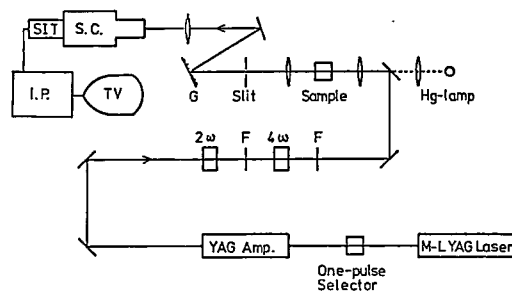 SIT
S.C.
I.P.
TV
G
Slit
Sample
Hg-lamp
2ω
F
4ω
F
YAG Amp.
One-pulse
Selector
M-L YAG Laser